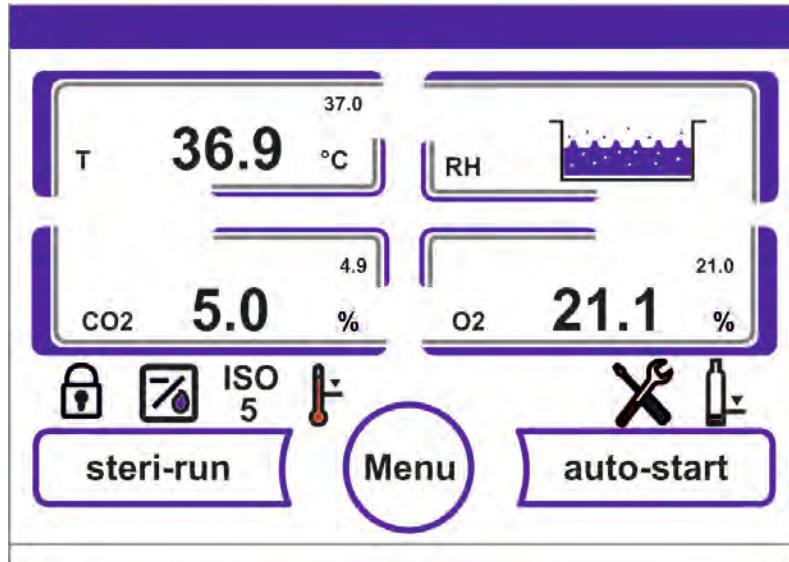 37.0
T 36.9 °C
RH
4.9
CO2 5.0 %
21.0
O2 21.1 %
ISO
5
steri-run
Menu
auto-start